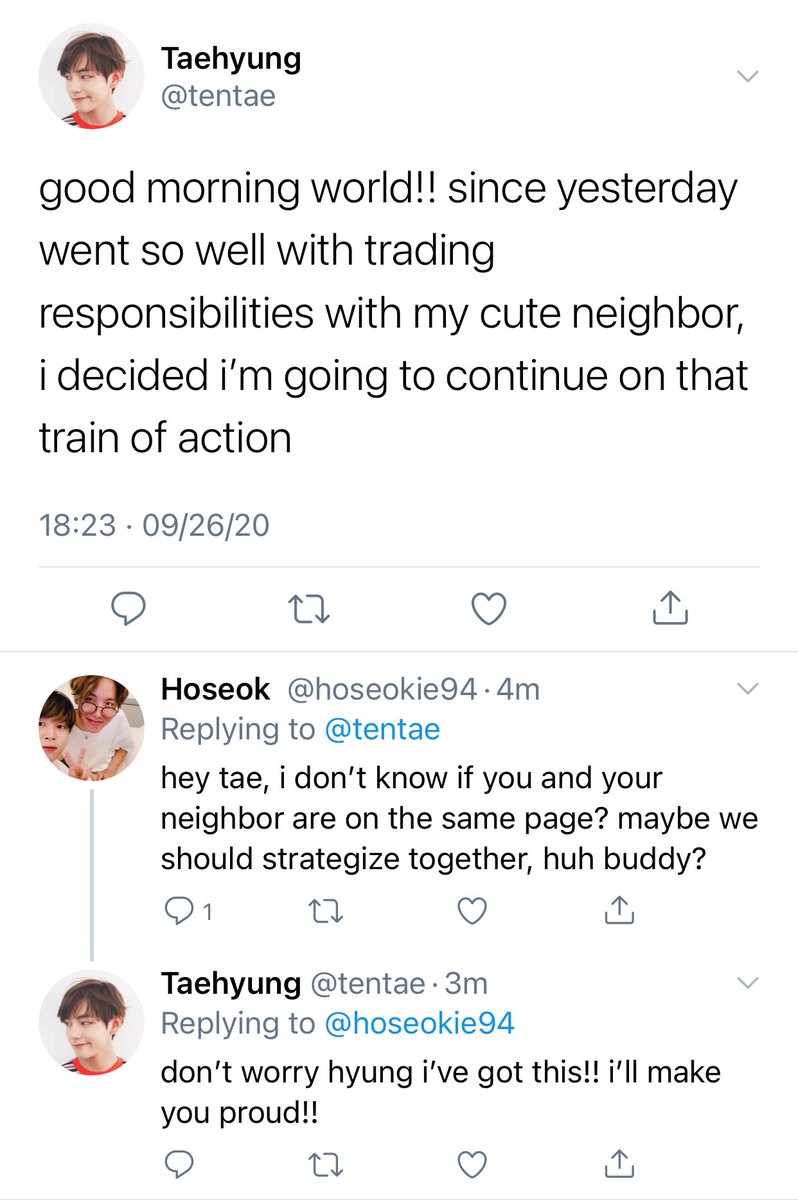 Taehyung
@tentae
good morning world!! since yesterday
went so well with trading
responsibilities with my cute neighbor,
i decided i’m going to continue on that
train of action
18:23 · 09/26/20
Hoseok @hoseokie94 · 4m
Replying to @tentae
hey tae, i don’t know if you and your
neighbor are on the same page? maybe we
should strategize together, huh buddy?
1
Taehyung @tentae · 3m
Replying to @hoseokie94
don’t worry hyung i’ve got this!! i’ll make
you proud!!